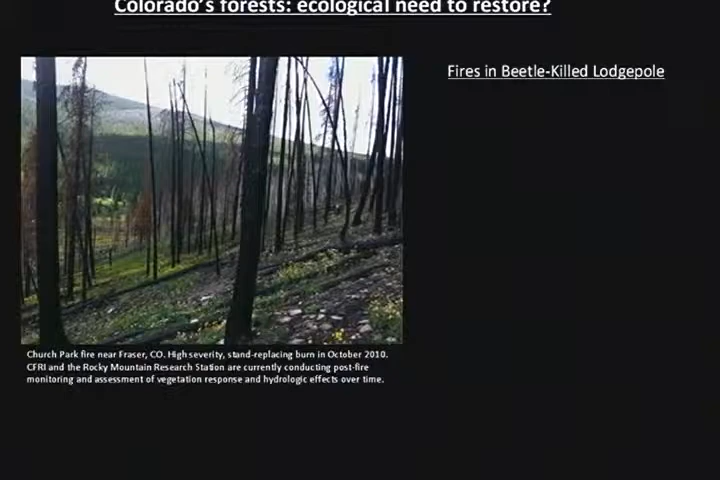 Colorado's forests: ecological need to restore?
Fires in Beetle-Killed Lodgepole
Church Park fire near Fraser, CO. High severity, stand-replacing burn in October 2010.
CFRI and the Rocky Mountain Research Station are currently conducting post-fire
monitoring and assessment of vegetation response and hydrologic effects over time.